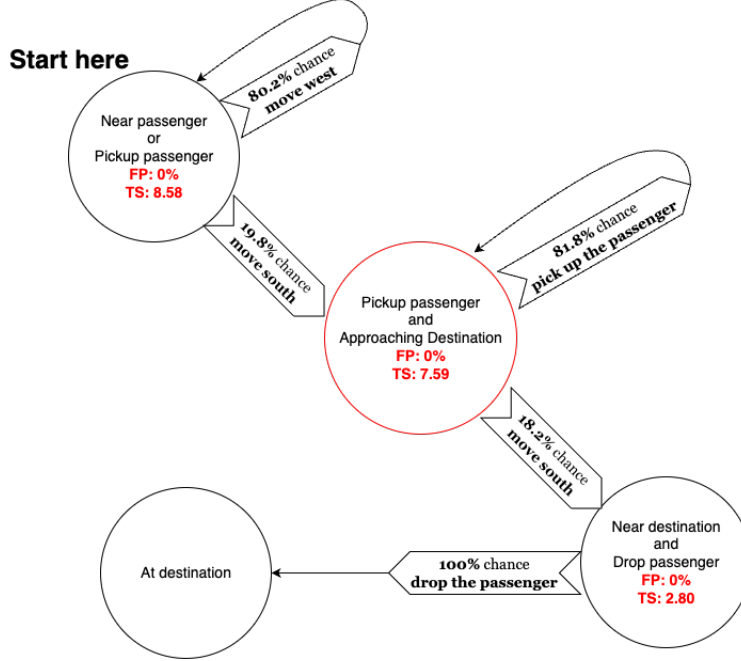 Start here
80.2% chance
move west
Near passenger
or
Pickup passenger
FP: 0%
TS: 8.58
19.8% chance
move south
81.8% chance
pick up the passenger
Pickup passenger
and
Approaching Destination
FP: 0%
TS: 7.59
18.2% chance
move south
Near destination
and
Drop passenger
FP: 0%
TS: 2.80
100% chance
drop the passenger
At destination